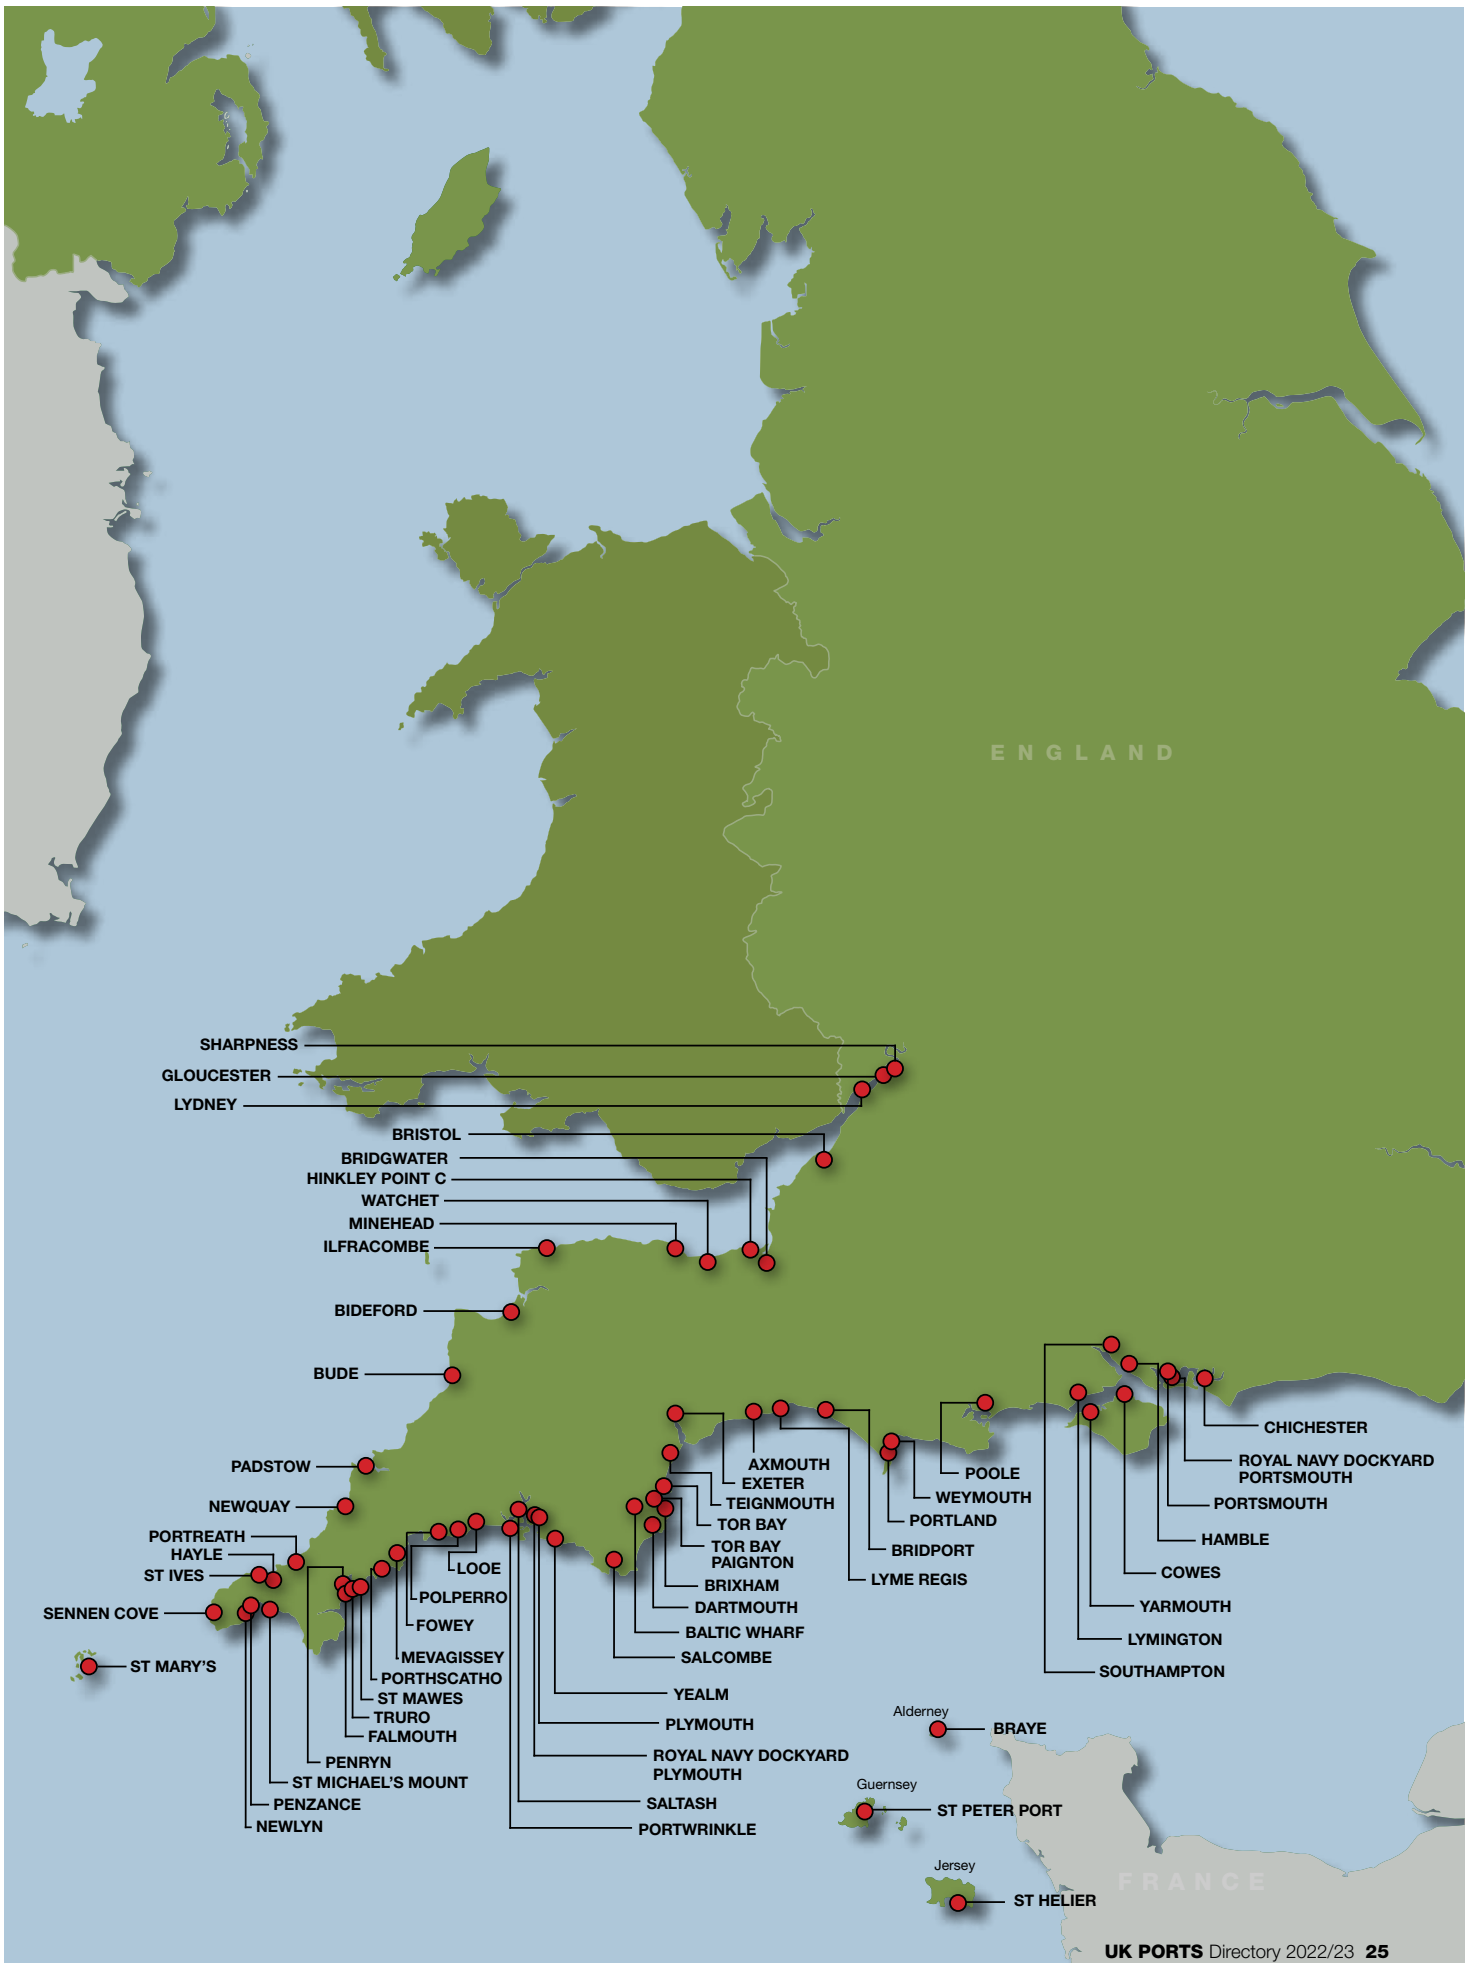 ENGLAND
SHARPNESS
GLOUCESTER
LYDNEY
BRISTOL
BRIDGWATER
HINKLEY POINT C
WATCHET
MINEHEAD
ILFRACOMBE
BIDEFORD
BUDE
PADSTOW
NEWQUAY
PORTREATH
HAYLE
ST IVES
SENNEN COVE
ST MARY'S
LOOE
POLPERRO
FOWEY
MEVAGISSEY
PORTHSCATHO
ST MAWES
TRURO
FALMOUTH
PENRYN
ST MICHAEL'S MOUNT
PENZANCE
NEWLYN
AXMOUTH
EXETER
TEIGNMOUTH
TOR BAY
TOR BAY
PAIGNTON
BRIXHAM
DARTMOUTH
BALTIC WHARF
SALCOMBE
YEALM
PLYMOUTH
ROYAL NAVY DOCKYARD
PLYMOUTH
SALTASH
PORTWRINKLE
POOLE
WEYMOUTH
PORTLAND
BRIDPORT
LYME REGIS
CHICHESTER
ROYAL NAVY DOCKYARD
PORTSMOUTH
PORTSMOUTH
HAMBLE
COWES
YARMOUTH
LYMINGTON
SOUTHAMPTON
Alderney
BRAYE
Guernsey
ST PETER PORT
Jersey
ST HELIER
FRANCE
UK PORTS Directory 2022/23 25